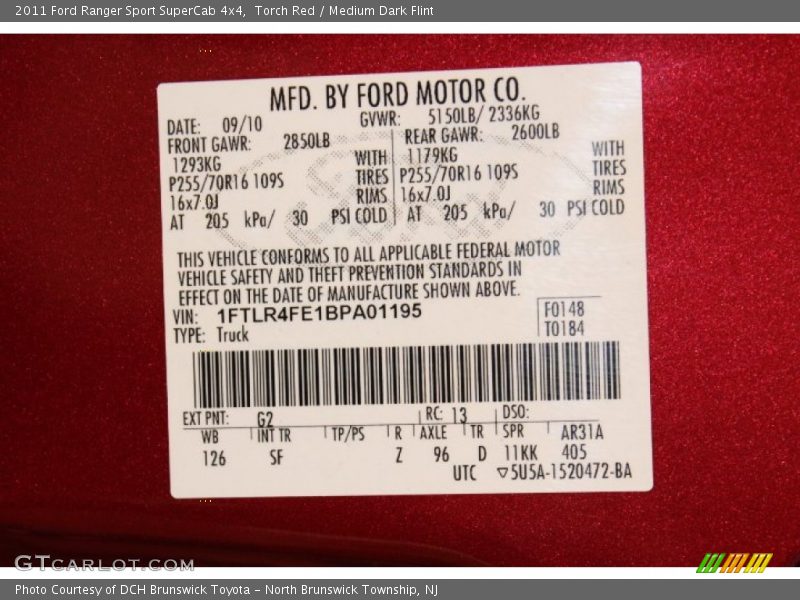 2011 Ford Ranger Sport SuperCab 4x4,  Torch Red / Medium Dark Flint
MFD. BY FORD MOTOR CO.
DATE: 09/10 GVWR: 5150LB/ 2336KG
FRONT GAWR: 2850LB REAR GAWR: 2600LB
1293KG WITH 1179KG WITH
P255/70R16 109S TIRES P255/70R16 109S TIRES
16x7.0J RIMS 16x7.0J RIMS
AT 205 kPa/ 30 PSI COLD AT 205 kPa/ 30 PSI COLD
THIS VEHICLE CONFORMS TO ALL APPLICABLE FEDERAL MOTOR
VEHICLE SAFETY AND THEFT PREVENTION STANDARDS IN
EFFECT ON THE DATE OF MANUFACTURE SHOWN ABOVE.
VIN: 1FTLR4FE1BPA01195 F0148
TYPE: Truck T0184
EXT PNT: G2 RC: 13 DSO:
WB INT TR TP/PS R AXLE TR SPR AR31A
126 SF Z 96 D 11KK 405
UTC ▽5U5A-1520472-BA
GTCARLOT.COM
Photo Courtesy of DCH Brunswick Toyota – North Brunswick Township, NJ